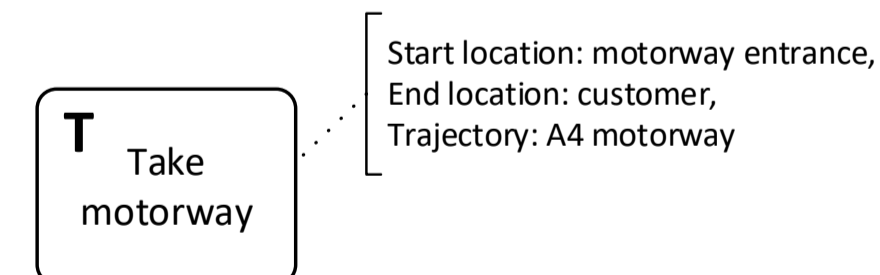 T
Take
motorway
Start location: motorway entrance,
End location: customer,
Trajectory: A4 motorway